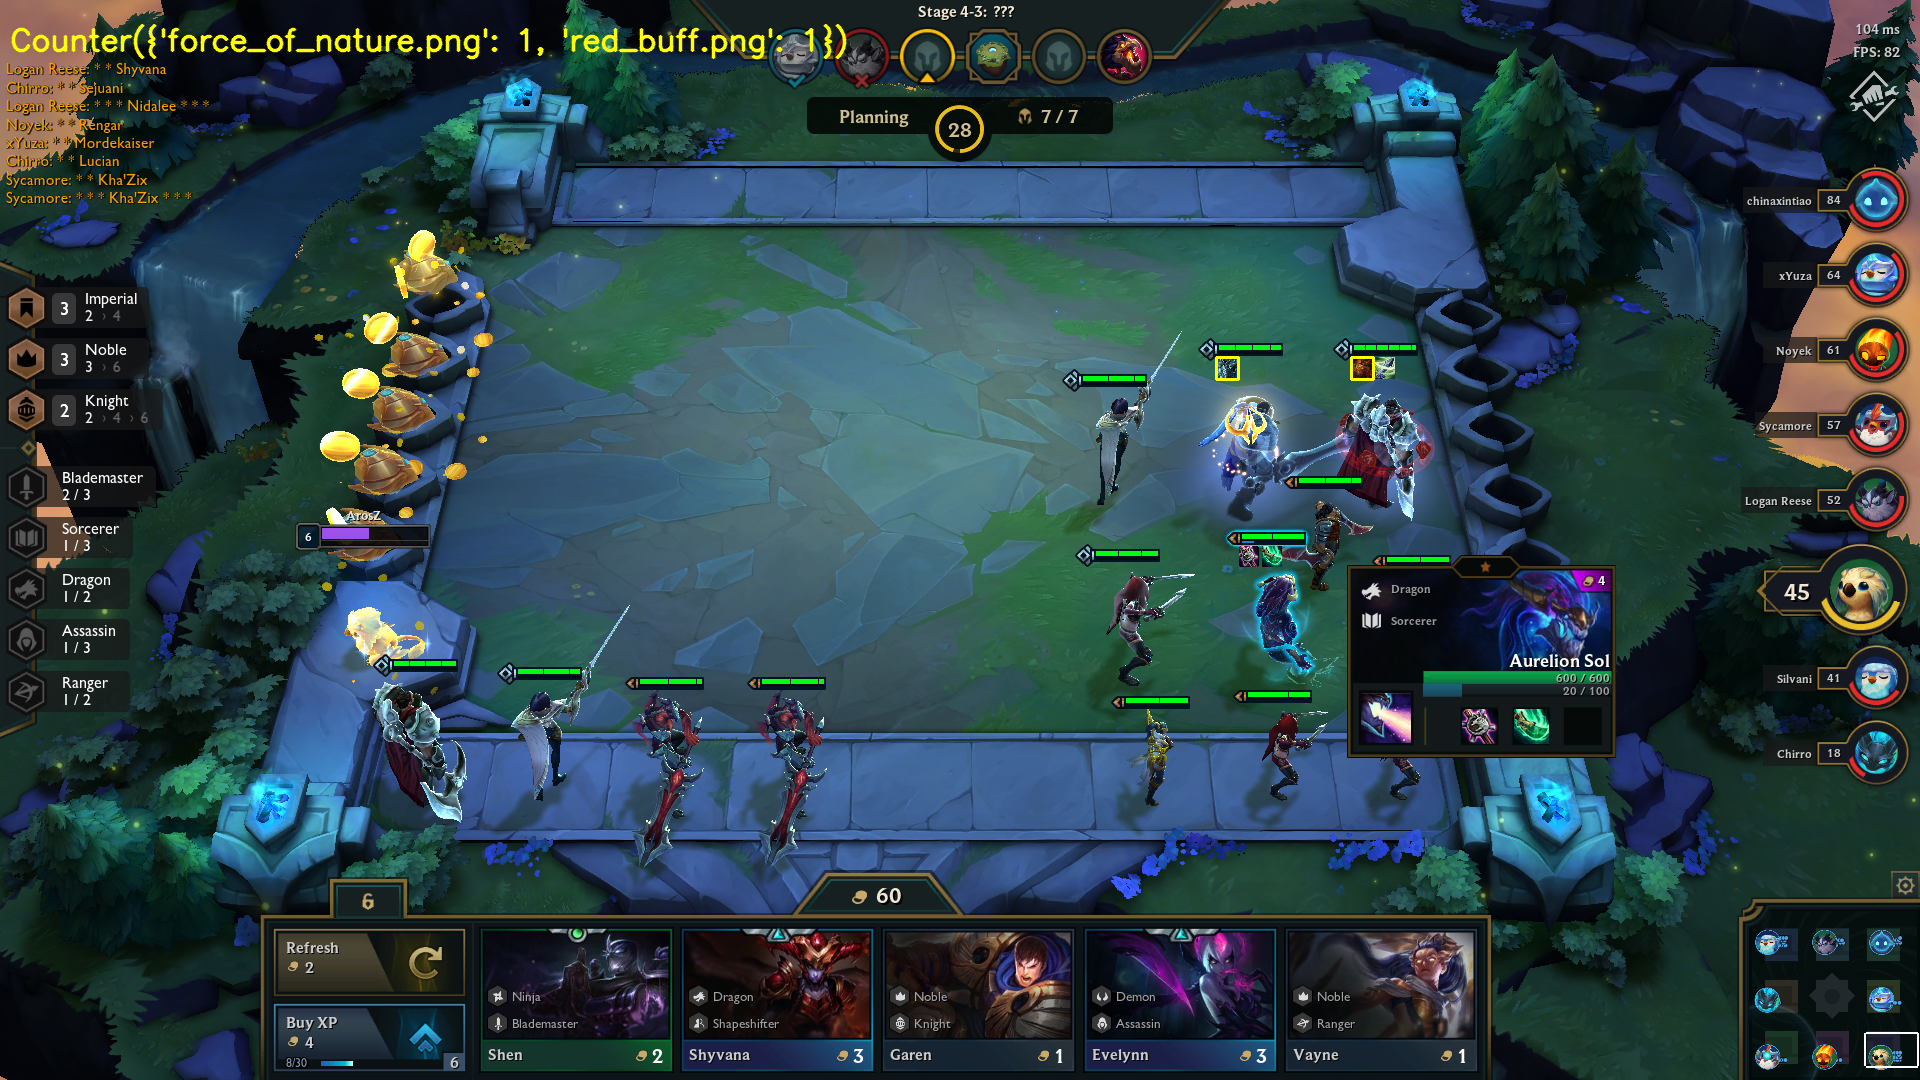 Stage 4-3: ???
Counter({'force_of_nature.png': 1, 'red_buff.png': 1})
104 ms
FPS: 82
Logan Reese: * * Shyvana
Chirro: * * Sejuani
Logan Reese: * * * Nidalee * * *
Noyek: * * Rengar
xYuza: * * Mordekaiser
Chirro: * * Lucian
Sycamore: * * Kha'Zix
Sycamore: * * * Kha'Zix * * *
Planning
28
7 / 7
chinaxintiao 84
xYuza 64
Noyek 61
Sycamore 57
Logan Reese 52
45
Silvani 41
Chirro 18
3 Imperial
2 › 4
3 Noble
3 › 6
2 Knight
2 › 4 › 6
Blademaster
2 / 3
Sorcerer
1 / 3
Dragon
1 / 2
Assassin
1 / 3
Ranger
1 / 2
ArosZ
6
Dragon
4
Sorcerer
Aurelion Sol
600 / 600
20 / 100
6
60
Refresh
2
Buy XP
4
8/30
6
Ninja
Blademaster
Shen 2
Dragon
Shapeshifter
Shyvana 3
Noble
Knight
Garen 1
Demon
Assassin
Evelynn 3
Noble
Ranger
Vayne 1